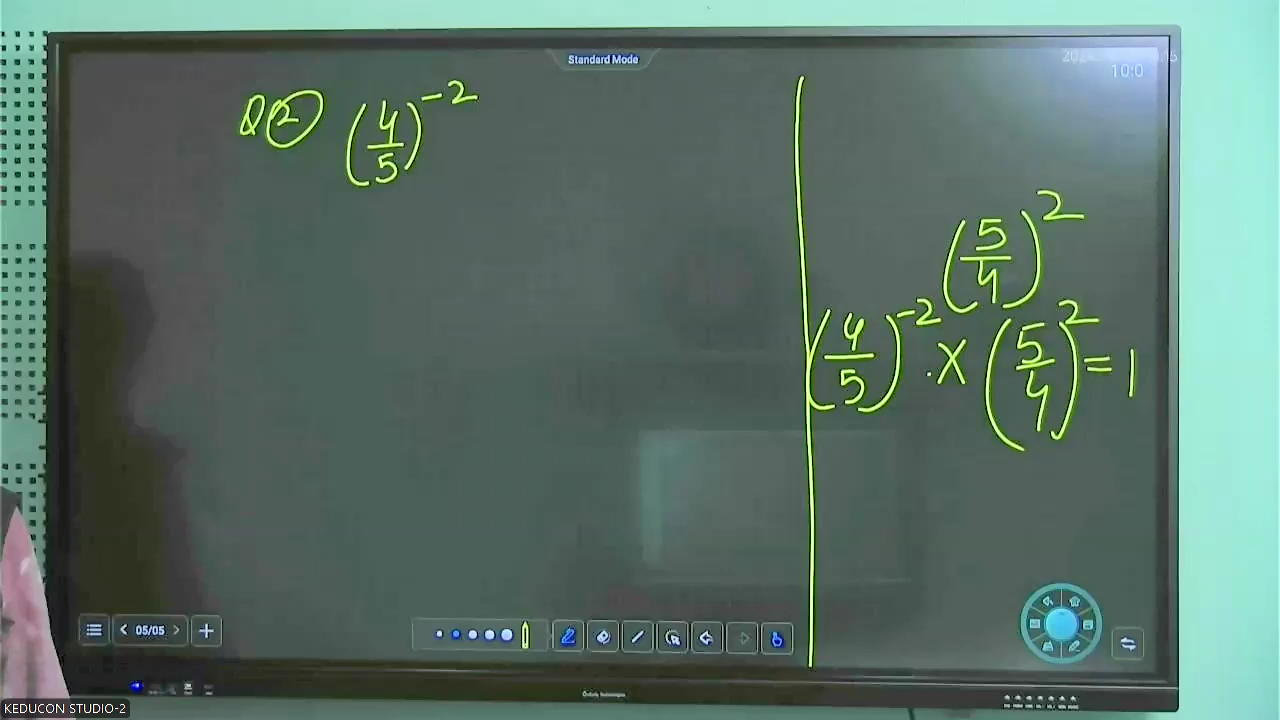 Standard Mode
10:0
Q② (4/5)^-2
(5/4)^2
(4/5)^-2 . X (5/4)^2 = 1
05/05
KEDUCON STUDIO-2